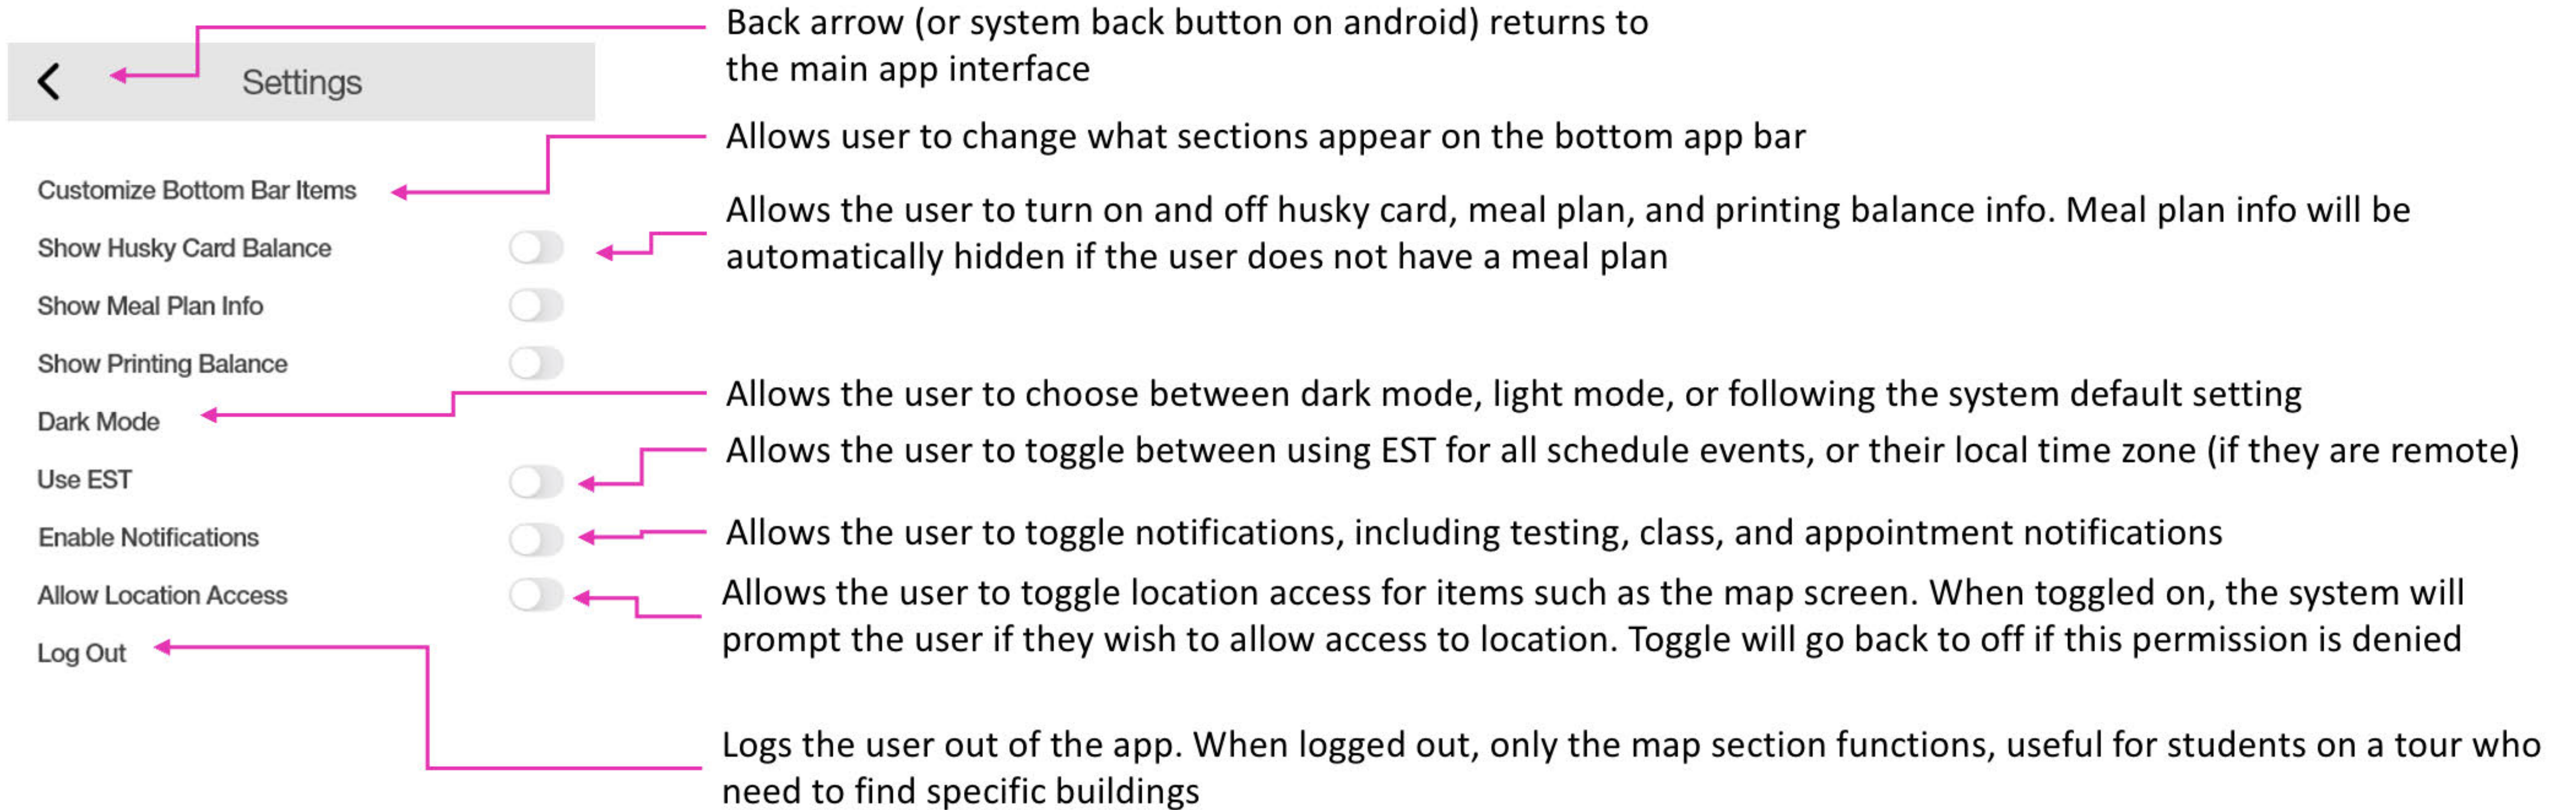 Back arrow (or system back button on android) returns to
the main app interface
Settings
Allows user to change what sections appear on the bottom app bar
Customize Bottom Bar Items
Allows the user to turn on and off husky card, meal plan, and printing balance info. Meal plan info will be
automatically hidden if the user does not have a meal plan
Show Husky Card Balance
Show Meal Plan Info
Show Printing Balance
Allows the user to choose between dark mode, light mode, or following the system default setting
Dark Mode
Allows the user to toggle between using EST for all schedule events, or their local time zone (if they are remote)
Use EST
Allows the user to toggle notifications, including testing, class, and appointment notifications
Enable Notifications
Allows the user to toggle location access for items such as the map screen. When toggled on, the system will
prompt the user if they wish to allow access to location. Toggle will go back to off if this permission is denied
Allow Location Access
Log Out
Logs the user out of the app. When logged out, only the map section functions, useful for students on a tour who
need to find specific buildings